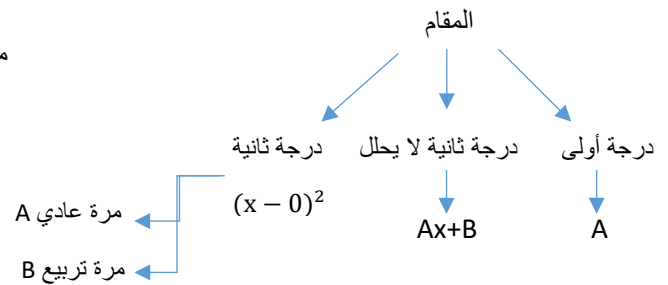 المقام
درجة أولى
درجة ثانية لا يحلل
درجة ثانية
A
Ax+B
(x − 0)²
مرة عادي A
مرة تربيع B